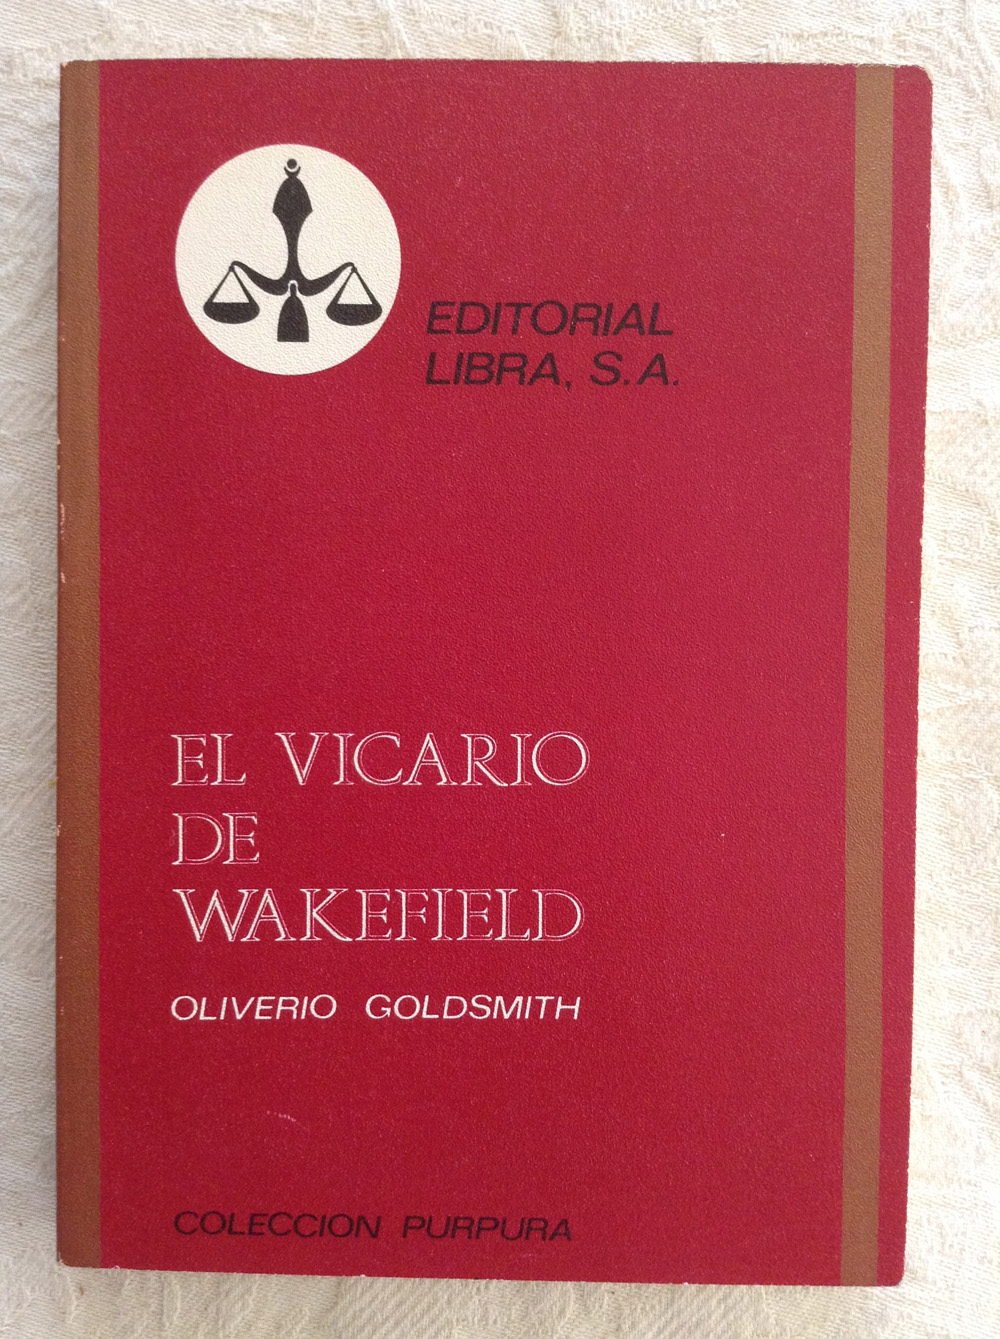 EDITORIAL
LIBRA, S.A.
EL VICARIO
DE
WAKEFIELD
OLIVERIO GOLDSMITH
COLECCION PURPURA